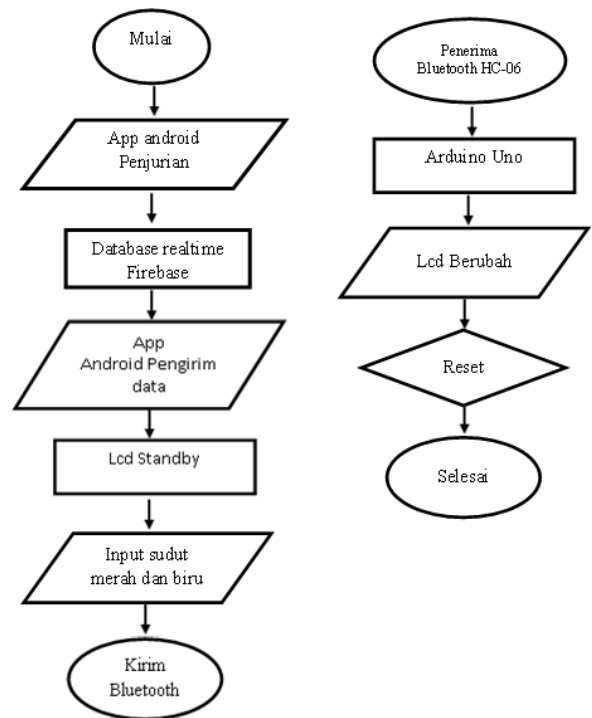 Mulai
App android
Penjurian
Database realtime
Firebase
App
Android Pengirim
data
Lcd Standby
Input sudut
merah dan biru
Kirim
Bluetooth
Penerima
Bluetooth HC-06
Arduino Uno
Lcd Berubah
Reset
Selesai